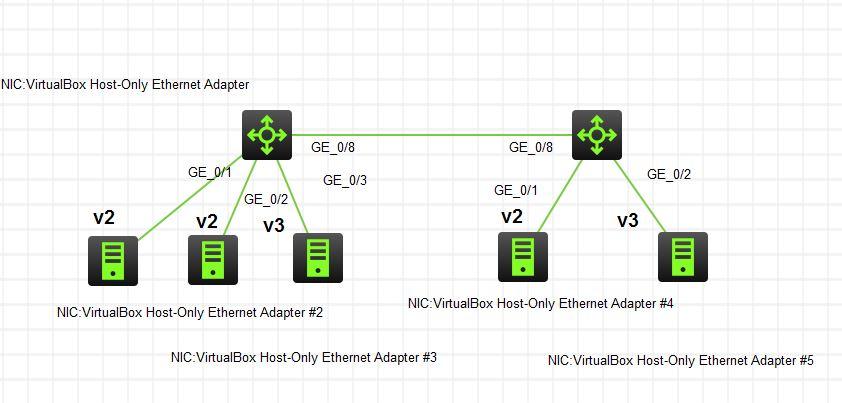 NIC:VirtualBox Host-Only Ethernet Adapter
GE_0/8
GE_0/8
GE_0/1
GE_0/3
GE_0/2
GE_0/2
GE_0/1
v2
v2
v3
v2
v3
NIC:VirtualBox Host-Only Ethernet Adapter #2
NIC:VirtualBox Host-Only Ethernet Adapter #4
NIC:VirtualBox Host-Only Ethernet Adapter #3
NIC:VirtualBox Host-Only Ethernet Adapter #5